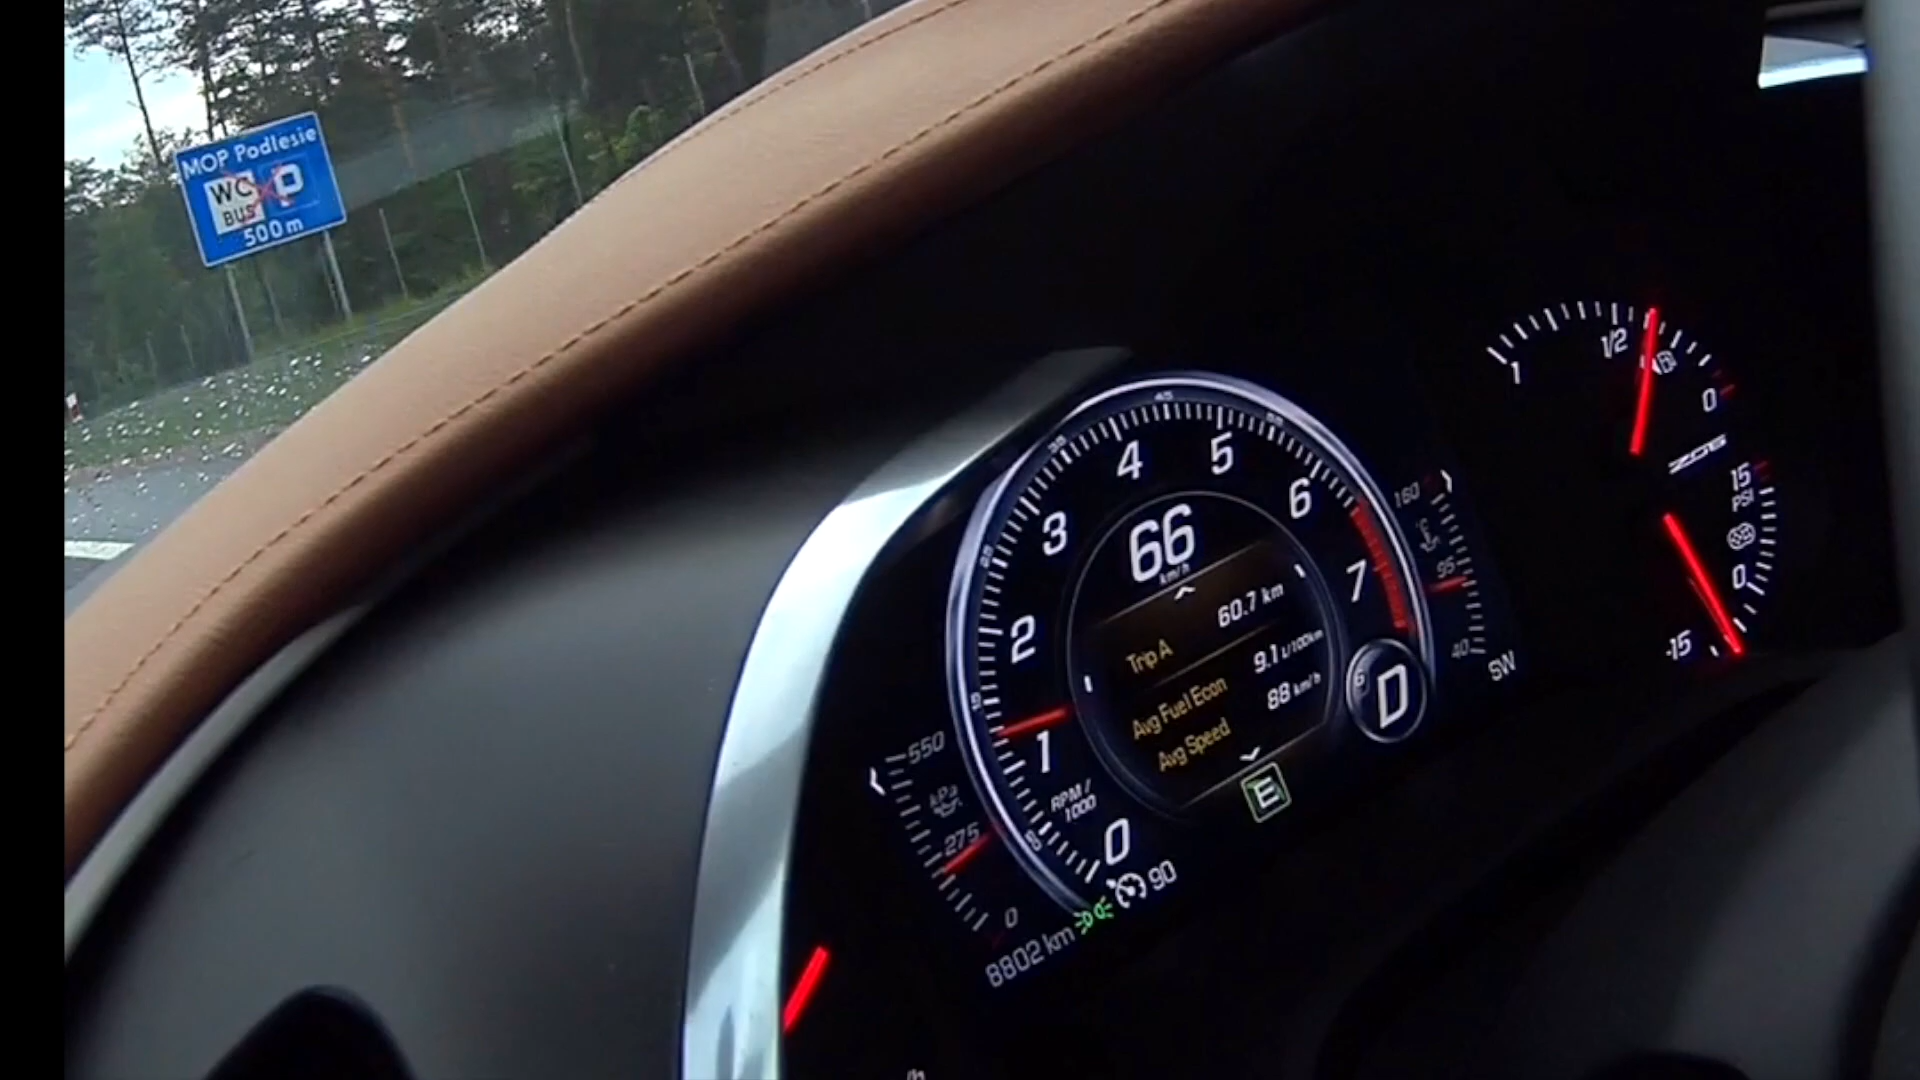 MOP Podlesie
WC P
BUS
500 m
1 1/2 0
Z06
15
PSI
0
-15
0 1 2 3 4 5 6 7
RPM /
1000
66
km/h
Trip A 60.7 km
Avg Fuel Econ 9.1 L/100km
Avg Speed 88 km/h
E
6 D
160
95
40
SW
550
kPa
275
0
90
8802 km